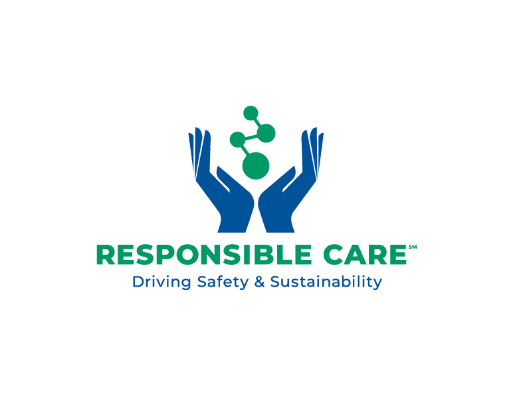 RESPONSIBLE CARE℠
Driving Safety & Sustainability